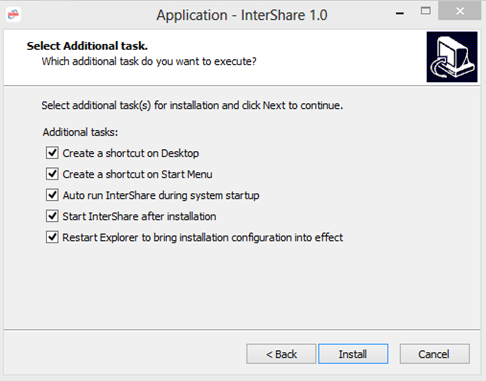 Application - InterShare 1.0
Select Additional task.
Which additional task do you want to execute?
Select additional task(s) for installation and click Next to continue.
Additional tasks:
Create a shortcut on Desktop
Create a shortcut on Start Menu
Auto run InterShare during system startup
Start InterShare after installation
Restart Explorer to bring installation configuration into effect
< Back
Install
Cancel